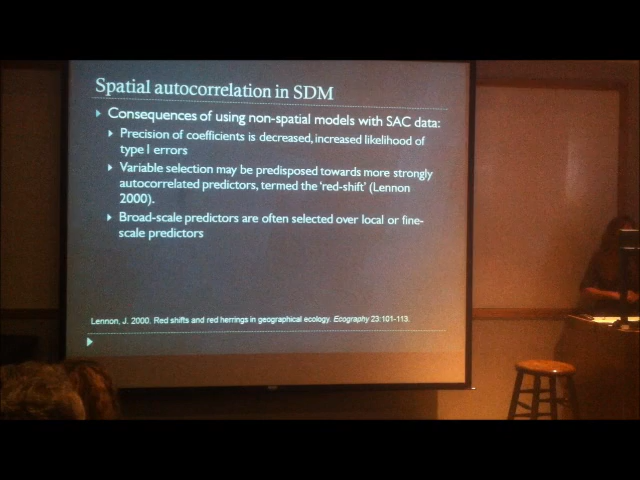 Spatial autocorrelation in SDM
Consequences of using non-spatial models with SAC data:
Precision of coefficients is decreased, increased likelihood of
type I errors
Variable selection may be predisposed towards more strongly
autocorrelated predictors, termed the 'red-shift' (Lennon
2000).
Broad-scale predictors are often selected over local or fine-
scale predictors
Lennon, J. 2000. Red shifts and red herrings in geographical ecology. Ecography 23:101-113.